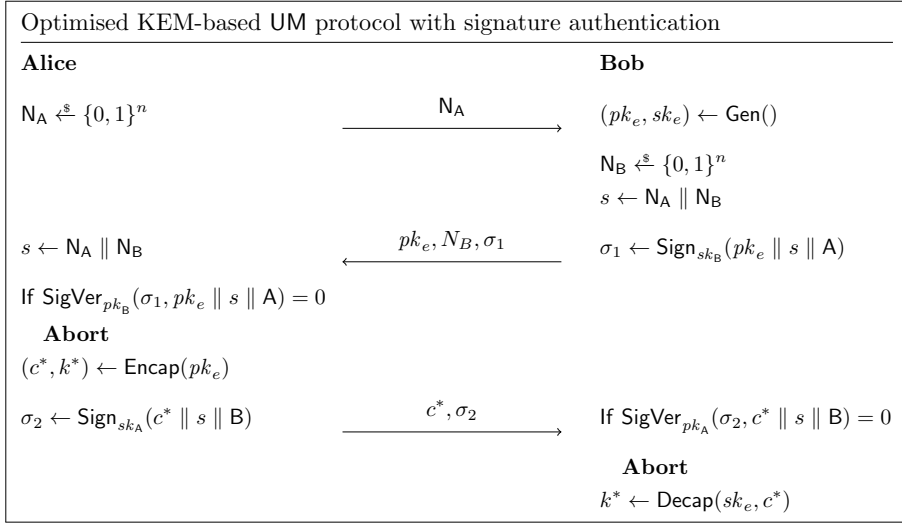 Optimised KEM-based UM protocol with signature authentication
Alice Bob
N_A ←$ {0, 1}^n N_A (pk_e, sk_e) ← Gen()
N_B ←$ {0, 1}^n
s ← N_A ∥ N_B
s ← N_A ∥ N_B pk_e, N_B, σ_1 σ_1 ← Sign_{sk_B}(pk_e ∥ s ∥ A)
If SigVer_{pk_B}(σ_1, pk_e ∥ s ∥ A) = 0
Abort
(c^*, k^*) ← Encap(pk_e)
σ_2 ← Sign_{sk_A}(c^* ∥ s ∥ B) c^*, σ_2 If SigVer_{pk_A}(σ_2, c^* ∥ s ∥ B) = 0
Abort
k^* ← Decap(sk_e, c^*)